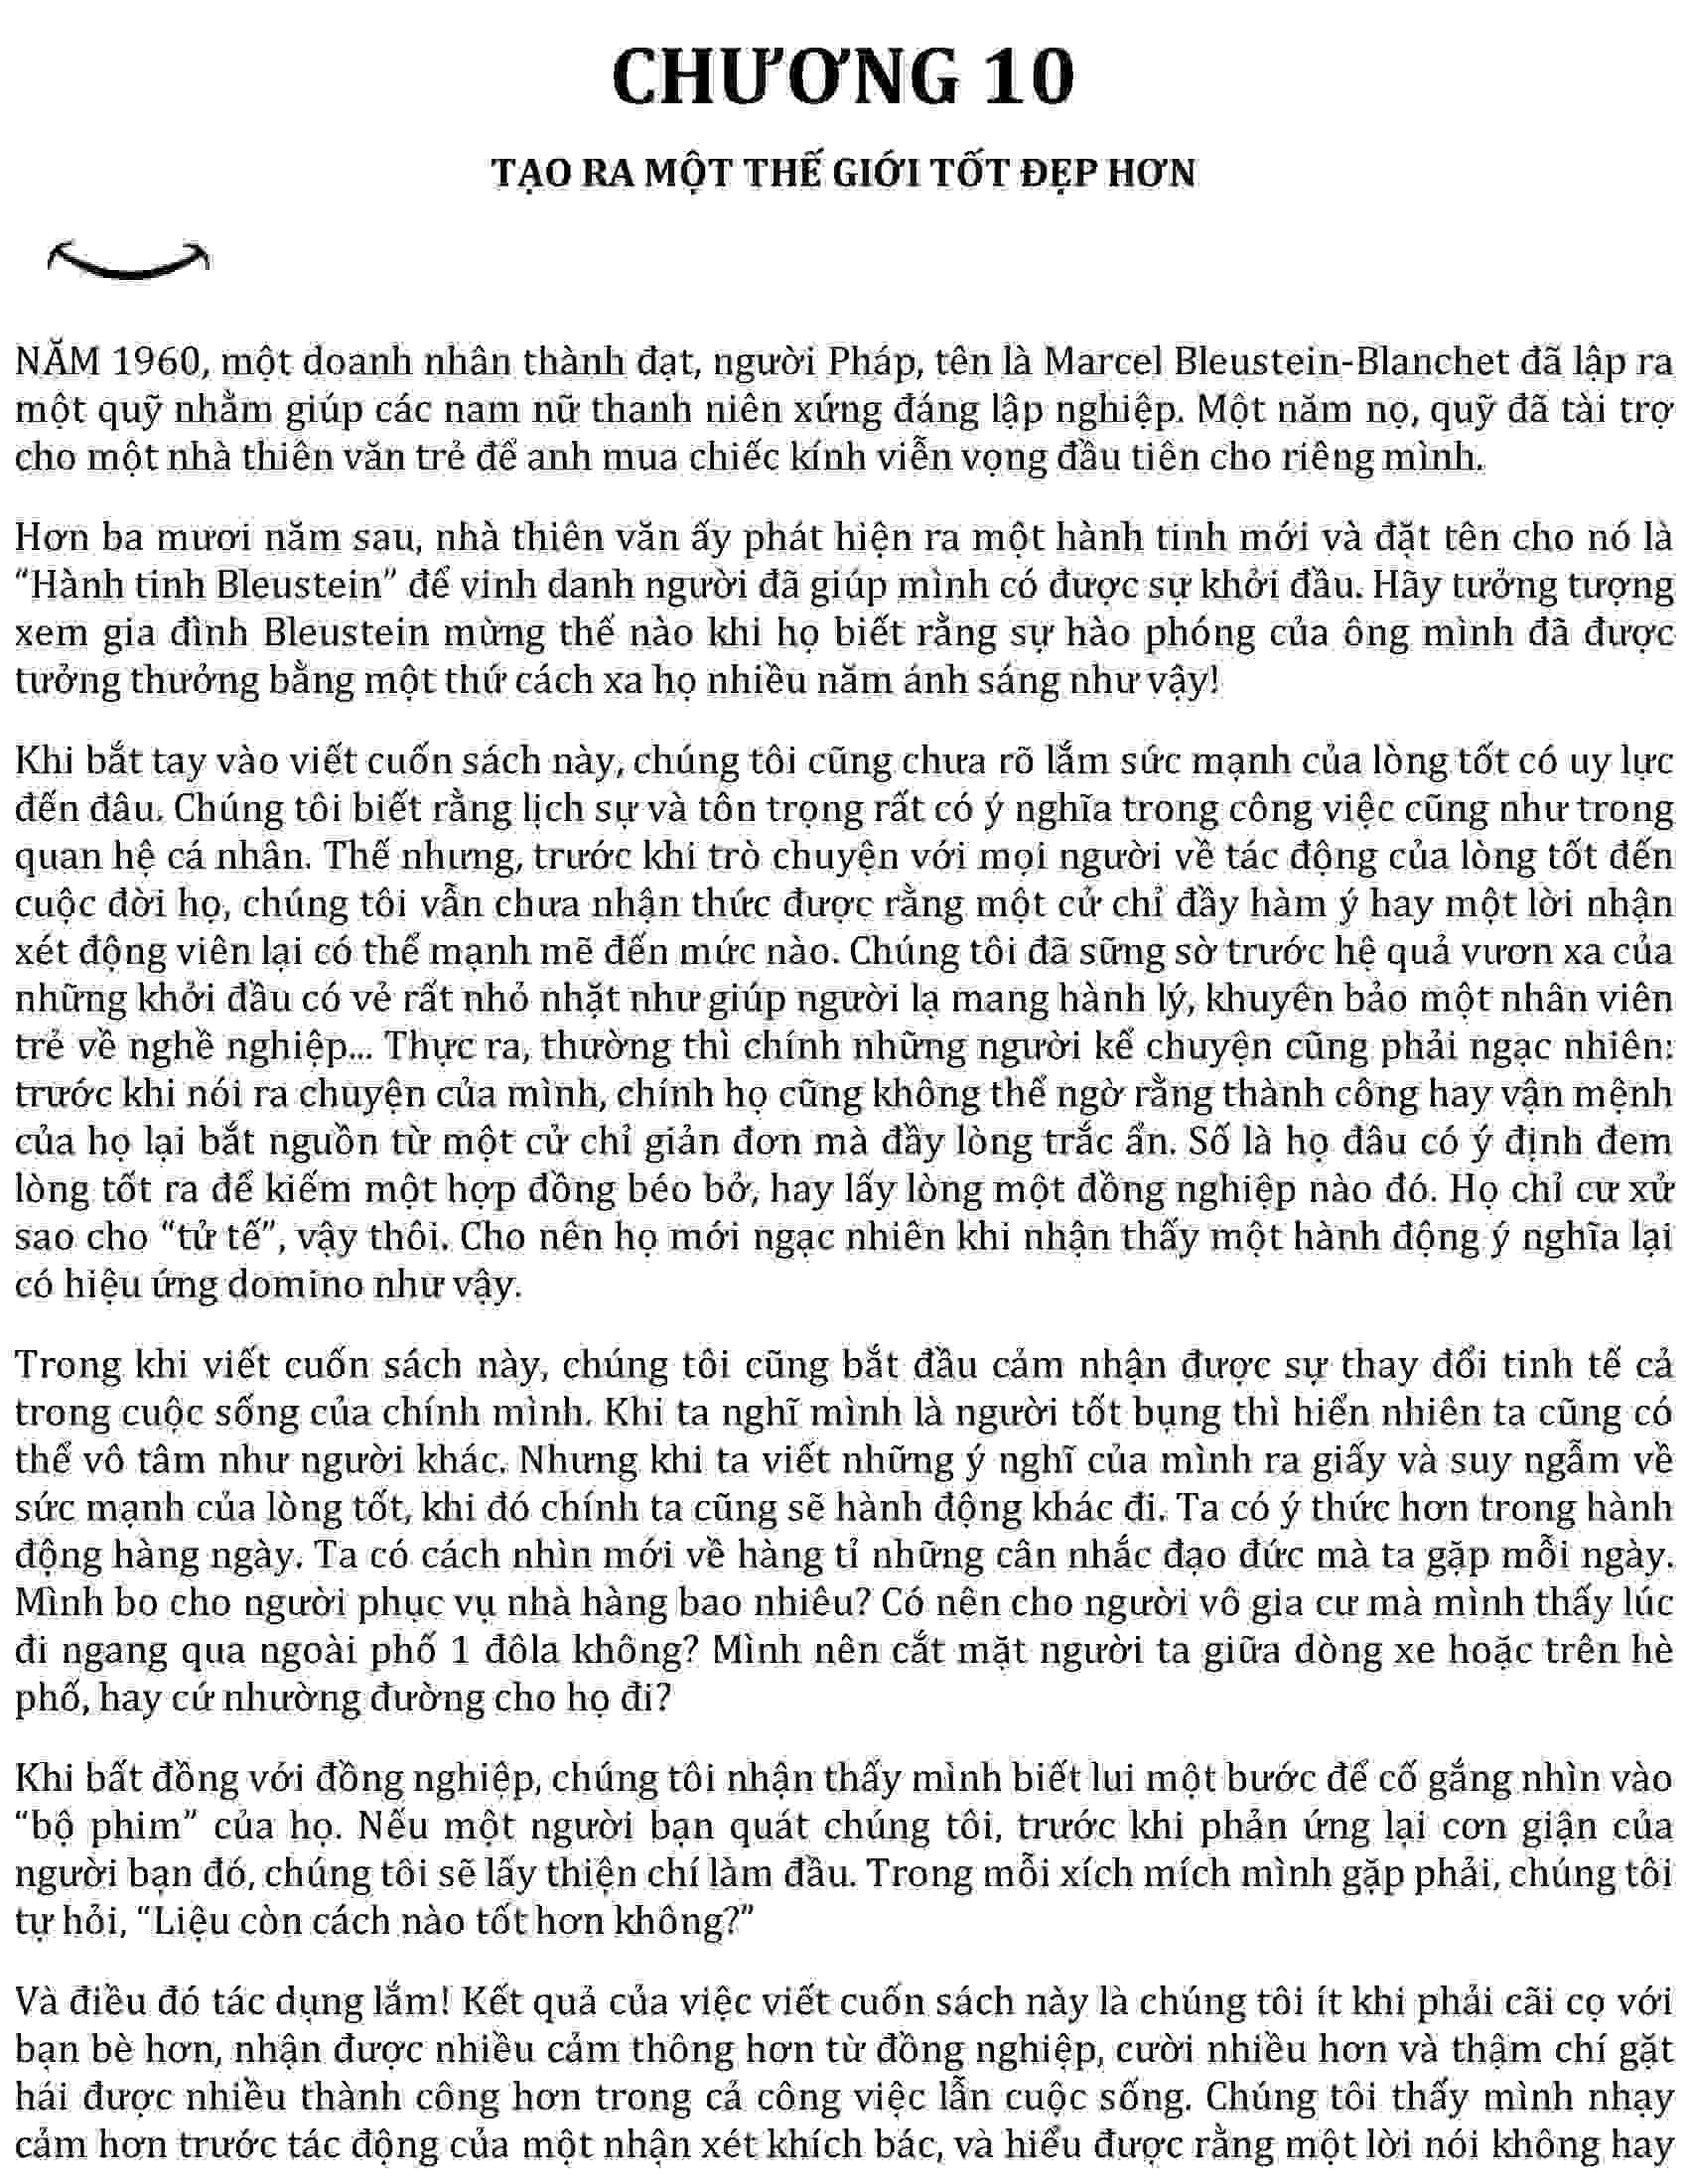 CHƯƠNG 10
TẠO RA MỘT THẾ GIỚI TỐT ĐẸP HƠN
NĂM 1960, một doanh nhân thành đạt, người Pháp, tên là Marcel Bleustein-Blanchet đã lập ra
một quỹ nhằm giúp các nam nữ thanh niên xứng đáng lập nghiệp. Một năm nọ, quỹ đã tài trợ
cho một nhà thiên văn trẻ để anh mua chiếc kính viễn vọng đầu tiên cho riêng mình.
Hơn ba mươi năm sau, nhà thiên văn ấy phát hiện ra một hành tinh mới và đặt tên cho nó là
“Hành tinh Bleustein” để vinh danh người đã giúp mình có được sự khởi đầu. Hãy tưởng tượng
xem gia đình Bleustein mừng thế nào khi họ biết rằng sự hào phóng của ông mình đã được
tưởng thưởng bằng một thứ cách xa họ nhiều năm ánh sáng như vậy!
Khi bắt tay vào viết cuốn sách này, chúng tôi cũng chưa rõ lắm sức mạnh của lòng tốt có uy lực
đến đâu. Chúng tôi biết rằng lịch sự và tôn trọng rất có ý nghĩa trong công việc cũng như trong
quan hệ cá nhân. Thế nhưng, trước khi trò chuyện với mọi người về tác động của lòng tốt đến
cuộc đời họ, chúng tôi vẫn chưa nhận thức được rằng một cử chỉ đầy hàm ý hay một lời nhận
xét động viên lại có thể mạnh mẽ đến mức nào. Chúng tôi đã sững sờ trước hệ quả vươn xa của
những khởi đầu có vẻ rất nhỏ nhặt như giúp người lạ mang hành lý, khuyên bảo một nhân viên
trẻ về nghề nghiệp... Thực ra, thường thì chính những người kể chuyện cũng phải ngạc nhiên:
trước khi nói ra chuyện của mình, chính họ cũng không thể ngờ rằng thành công hay vận mệnh
của họ lại bắt nguồn từ một cử chỉ giản đơn mà đầy lòng trắc ẩn. Số là họ đâu có ý định đem
lòng tốt ra để kiếm một hợp đồng béo bở, hay lấy lòng một đồng nghiệp nào đó. Họ chỉ cư xử
sao cho “tử tế”, vậy thôi. Cho nên họ mới ngạc nhiên khi nhận thấy một hành động ý nghĩa lại
có hiệu ứng domino như vậy.
Trong khi viết cuốn sách này, chúng tôi cũng bắt đầu cảm nhận được sự thay đổi tinh tế cả
trong cuộc sống của chính mình. Khi ta nghĩ mình là người tốt bụng thì hiển nhiên ta cũng có
thể vô tâm như người khác. Nhưng khi ta viết những ý nghĩ của mình ra giấy và suy ngẫm về
sức mạnh của lòng tốt, khi đó chính ta cũng sẽ hành động khác đi. Ta có ý thức hơn trong hành
động hàng ngày. Ta có cách nhìn mới về hàng tỉ những cân nhắc đạo đức mà ta gặp mỗi ngày.
Mình bo cho người phục vụ nhà hàng bao nhiêu? Có nên cho người vô gia cư mà mình thấy lúc
đi ngang qua ngoài phố 1 đôla không? Mình nên cắt mặt người ta giữa dòng xe hoặc trên hè
phố, hay cứ nhường đường cho họ đi?
Khi bất đồng với đồng nghiệp, chúng tôi nhận thấy mình biết lui một bước để cố gắng nhìn vào
“bộ phim” của họ. Nếu một người bạn quát chúng tôi, trước khi phản ứng lại cơn giận của
người bạn đó, chúng tôi sẽ lấy thiện chí làm đầu. Trong mỗi xích mích mình gặp phải, chúng tôi
tự hỏi, “Liệu còn cách nào tốt hơn không?”
Và điều đó tác dụng lắm! Kết quả của việc viết cuốn sách này là chúng tôi ít khi phải cãi cọ với
bạn bè hơn, nhận được nhiều cảm thông hơn từ đồng nghiệp, cười nhiều hơn và thậm chí gặt
hái được nhiều thành công hơn trong cả công việc lẫn cuộc sống. Chúng tôi thấy mình nhạy
cảm hơn trước tác động của một nhận xét khích bác, và hiểu được rằng một lời nói không hay